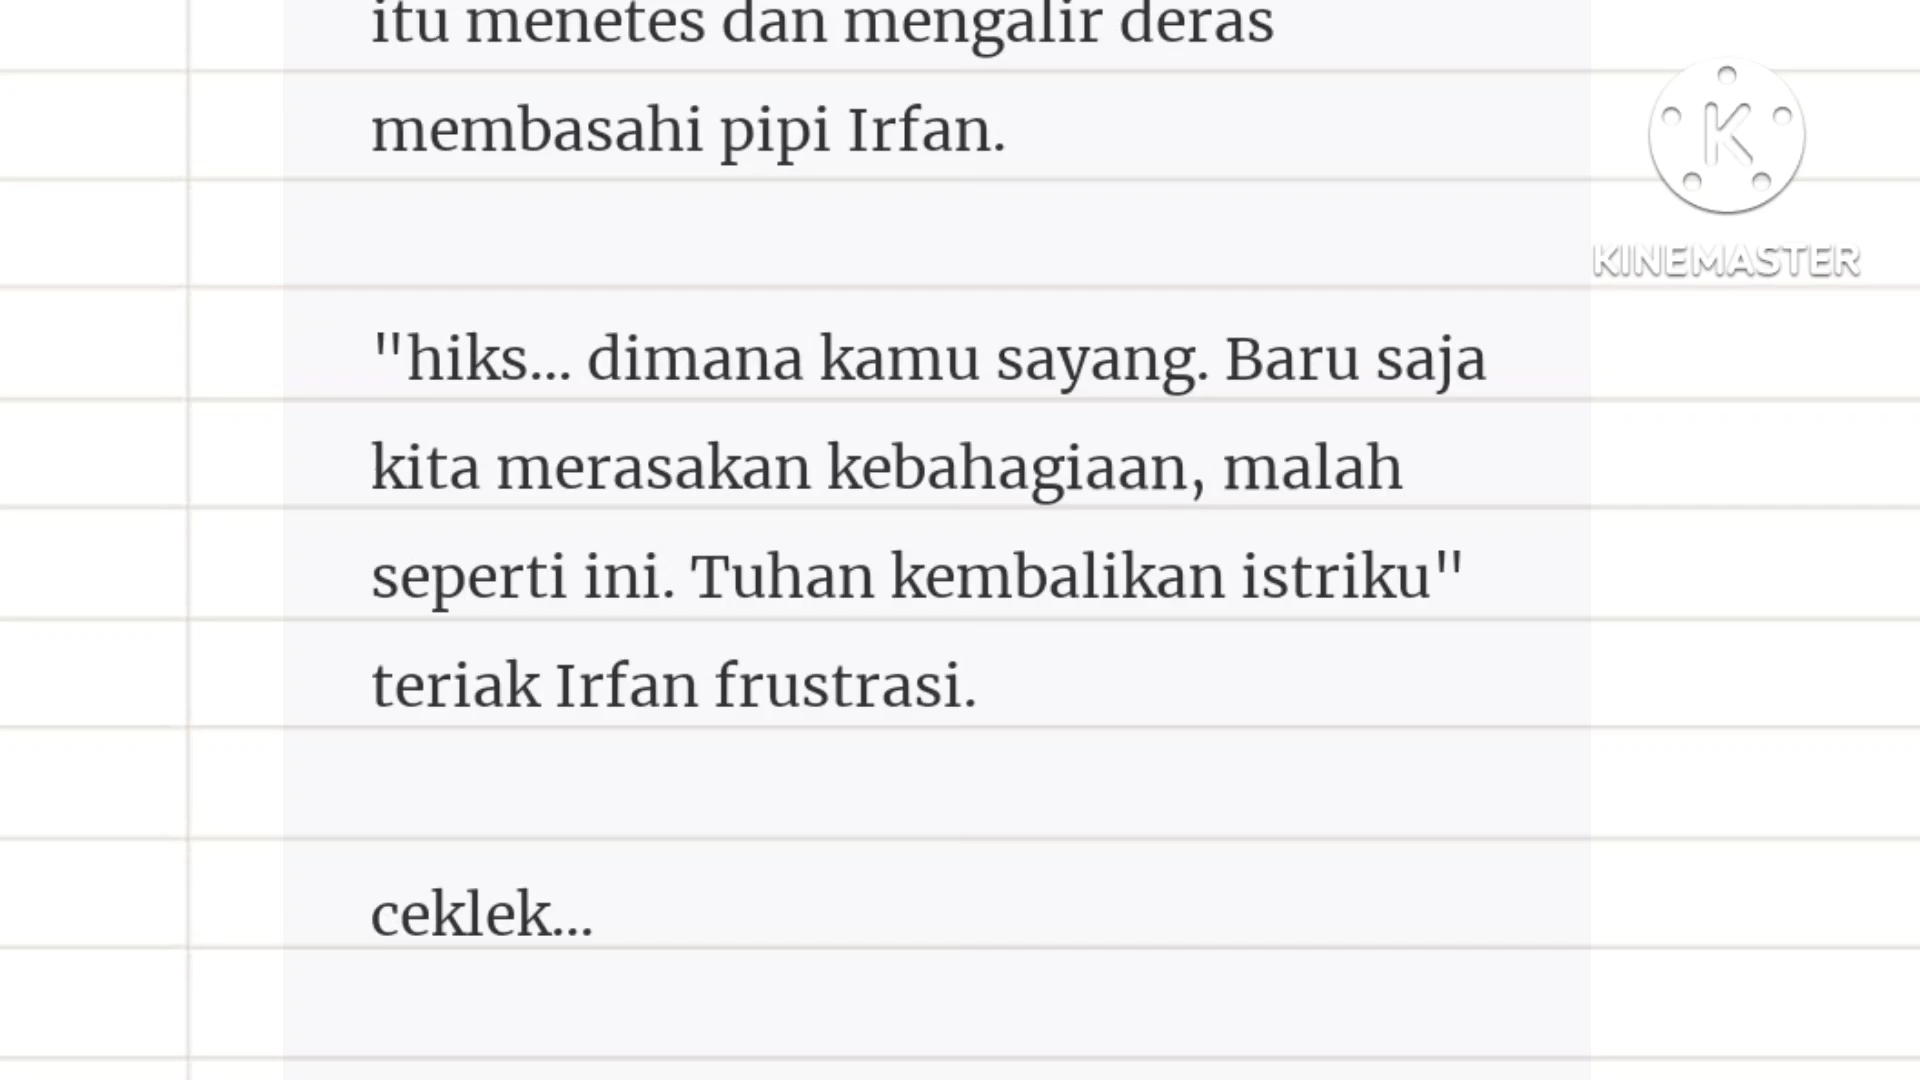 itu menetes dan mengalir deras
membasahi pipi Irfan.
KINEMASTER
"hiks... dimana kamu sayang. Baru saja
kita merasakan kebahagiaan, malah
seperti ini. Tuhan kembalikan istriku"
teriak Irfan frustrasi.
ceklek...